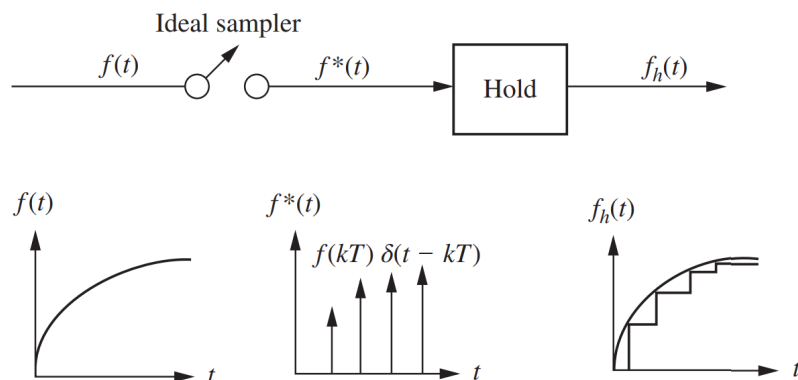 Ideal sampler
f(t)
f*(t)
Hold
f_h(t)
f(t)
f*(t)
f_h(t)
f(kT) δ(t − kT)
t
t
t